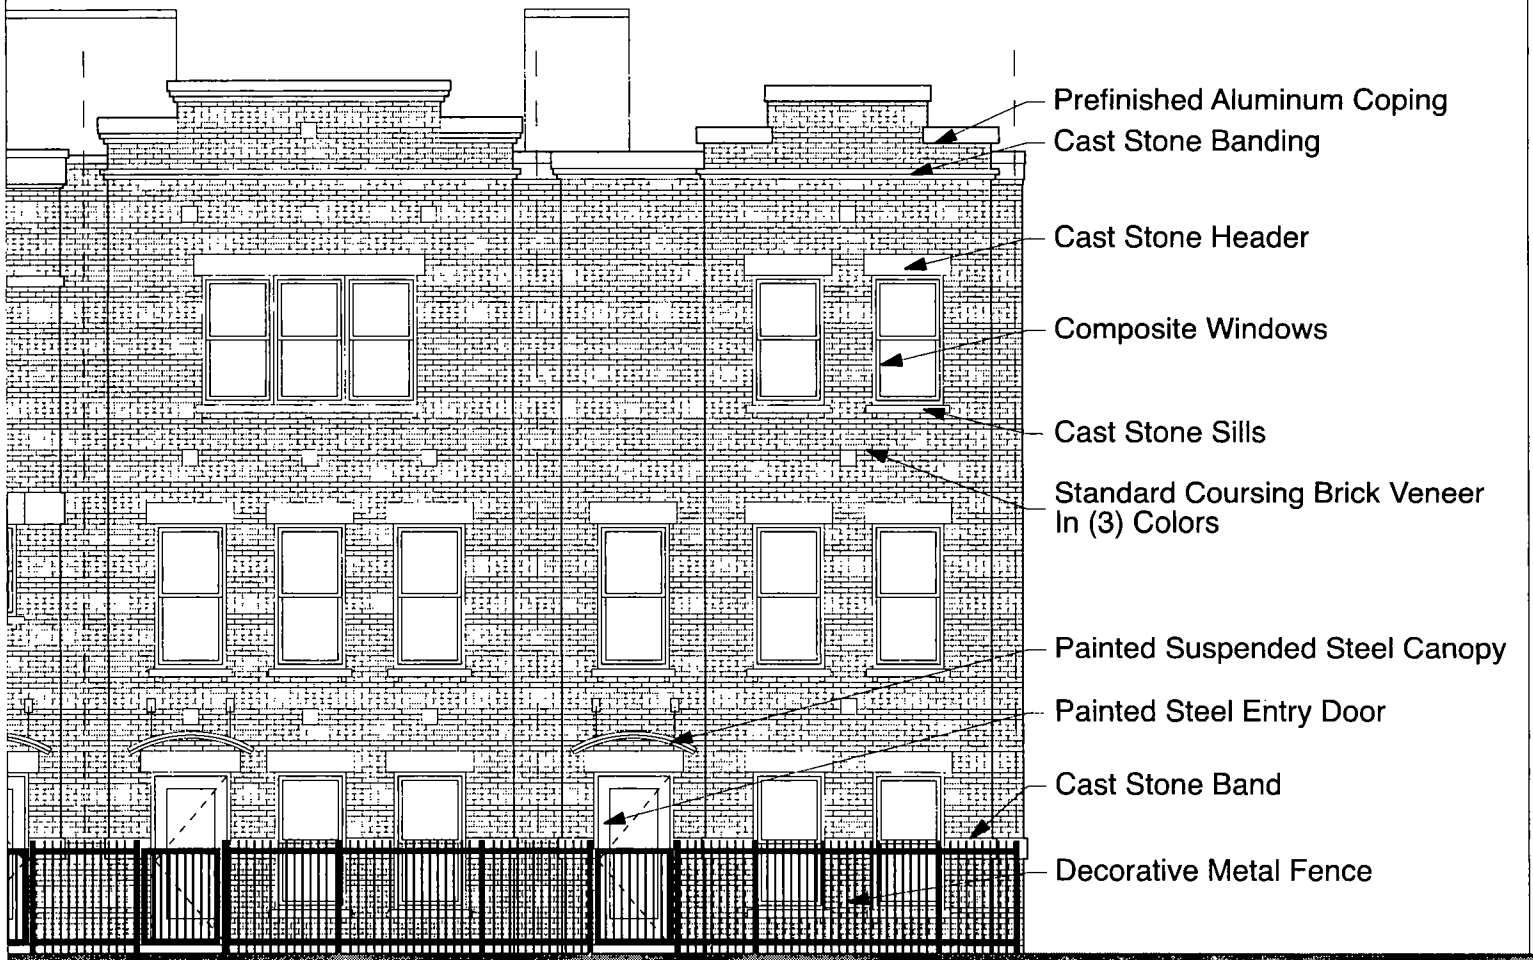 Prefinished Aluminum Coping
Cast Stone Banding
Cast Stone Header
Composite Windows
Cast Stone Sills
Standard Coursing Brick Veneer
In (3) Colors
Painted Suspended Steel Canopy
Painted Steel Entry Door
Cast Stone Band
Decorative Metal Fence